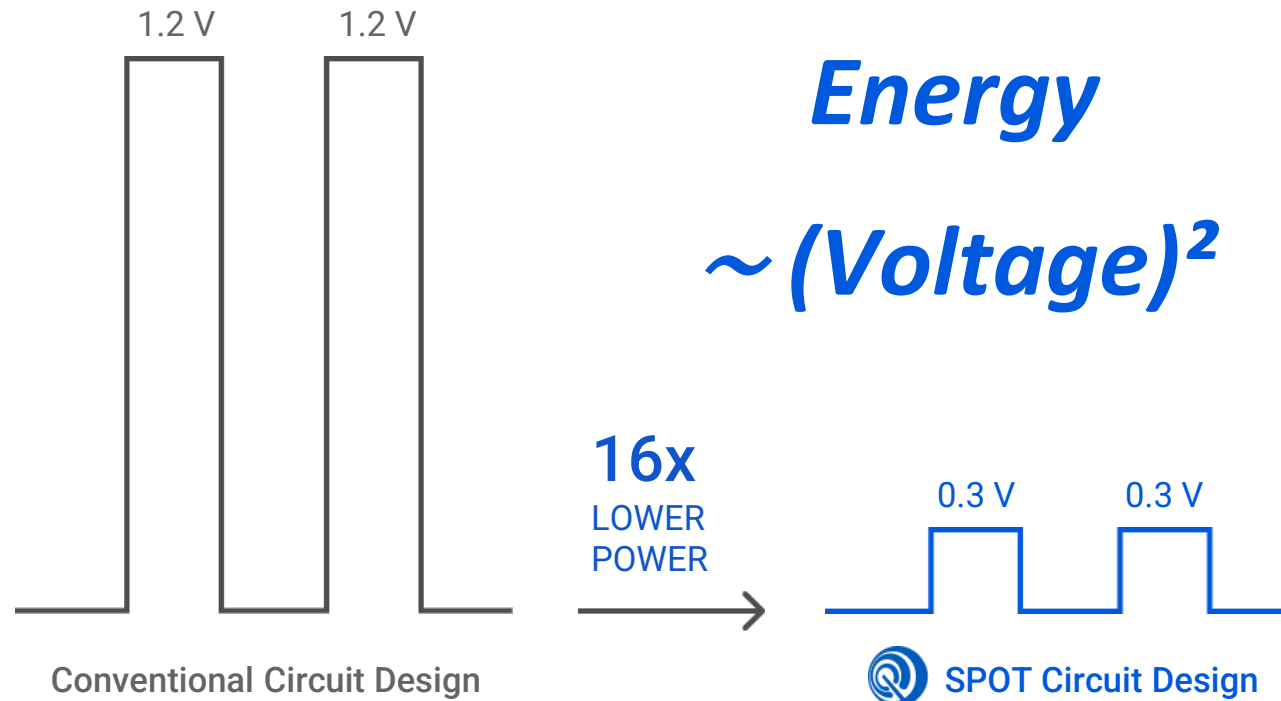 1.2 V
1.2 V
Energy
~ (Voltage)²
16x
LOWER
POWER
0.3 V
0.3 V
Conventional Circuit Design
SPOT Circuit Design